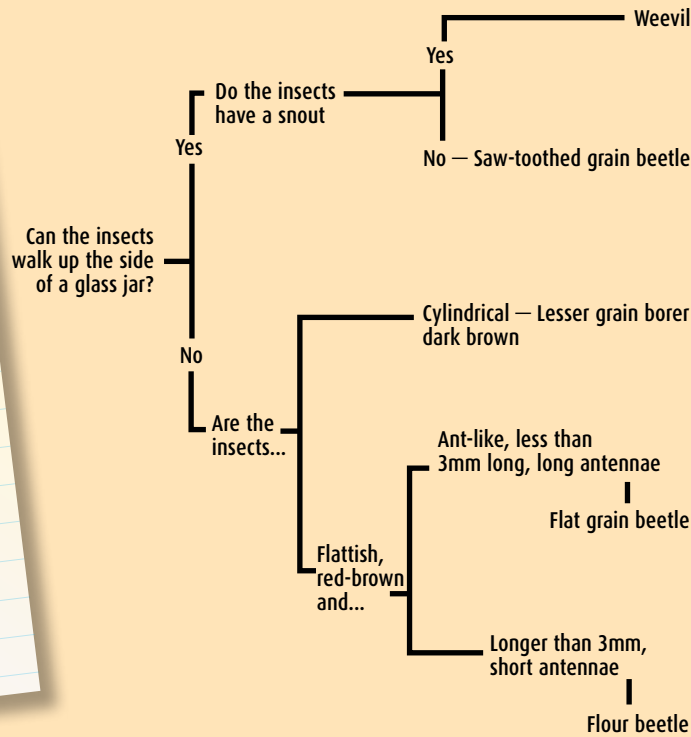 Weevil
Yes
Do the insects
have a snout
Yes
No — Saw-toothed grain beetle
Can the insects
walk up the side
of a glass jar?
Cylindrical — Lesser grain borer
dark brown
No
Are the
insects...
Ant-like, less than
3mm long, long antennae
Flat grain beetle
Flattish,
red-brown
and...
Longer than 3mm,
short antennae
Flour beetle